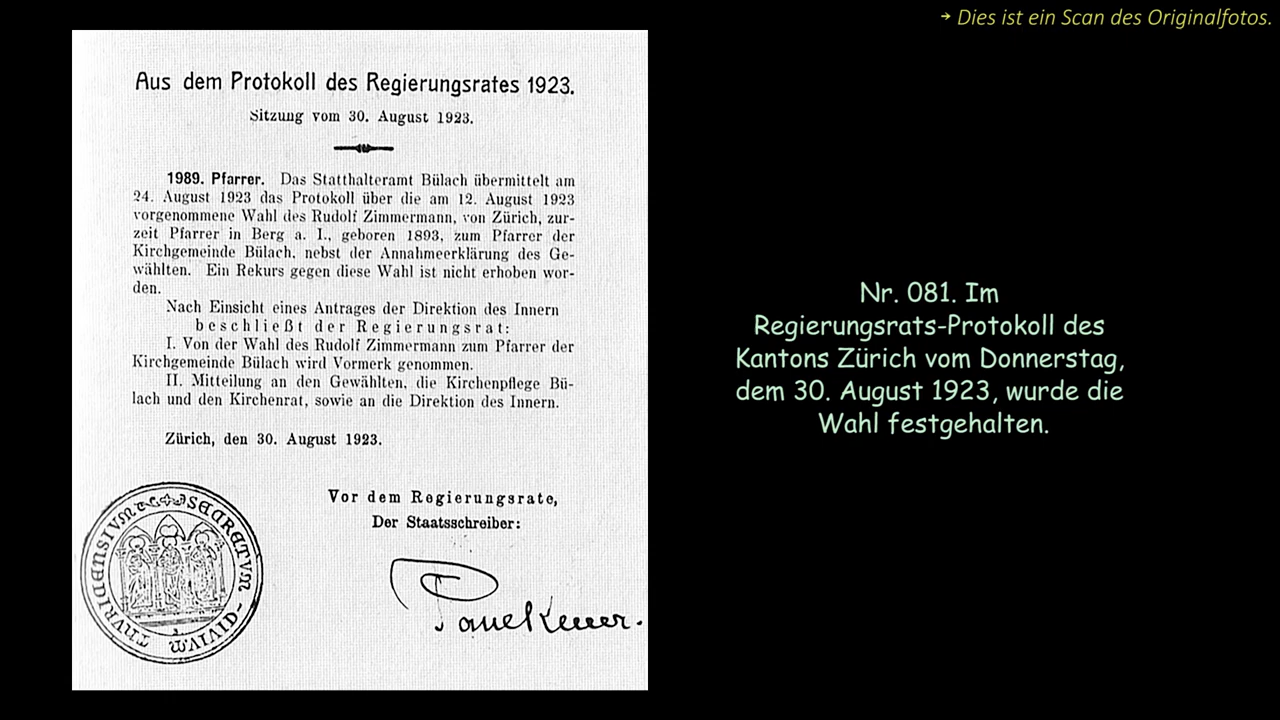 → Dies ist ein Scan des Originalfotos.
Aus dem Protokoll des Regierungsrates 1923.
Sitzung vom 30. August 1923.
1989. Pfarrer. Das Statthalteramt Bülach übermittelt am
24. August 1923 das Protokoll über die am 12. August 1923
vorgenommene Wahl des Rudolf Zimmermann, von Zürich, zur-
zeit Pfarrer in Berg a. I., geboren 1893, zum Pfarrer der
Kirchgemeinde Bülach, nebst der Annahmeerklärung des Ge-
wählten. Ein Rekurs gegen diese Wahl ist nicht erhoben wor-
den.
Nach Einsicht eines Antrages der Direktion des Innern
beschließt der Regierungsrat:
I. Von der Wahl des Rudolf Zimmermann zum Pfarrer der
Kirchgemeinde Bülach wird Vormerk genommen.
II. Mitteilung an den Gewählten, die Kirchenpflege Bü-
lach und den Kirchenrat, sowie an die Direktion des Innern.
Zürich, den 30. August 1923.
Vor dem Regierungsrate,
Der Staatsschreiber:
Paul Keller.
SECRETVM
THVRICENSIVM
Nr. 081. Im
Regierungsrats-Protokoll des
Kantons Zürich vom Donnerstag,
dem 30. August 1923, wurde die
Wahl festgehalten.